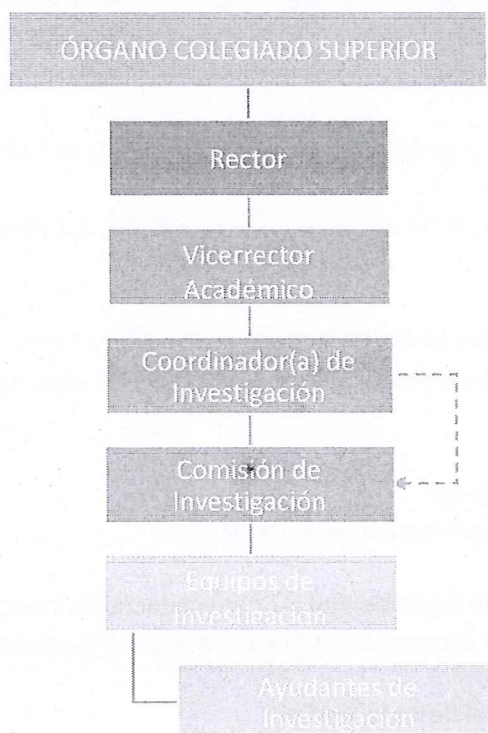 ÓRGANO COLEGIADO SUPERIOR
Rector
Vicerrector
Académico
Coordinador(a) de
Investigación
Comisión de
Investigación
Equipos de
Investigación
Ayudantes de
Investigación